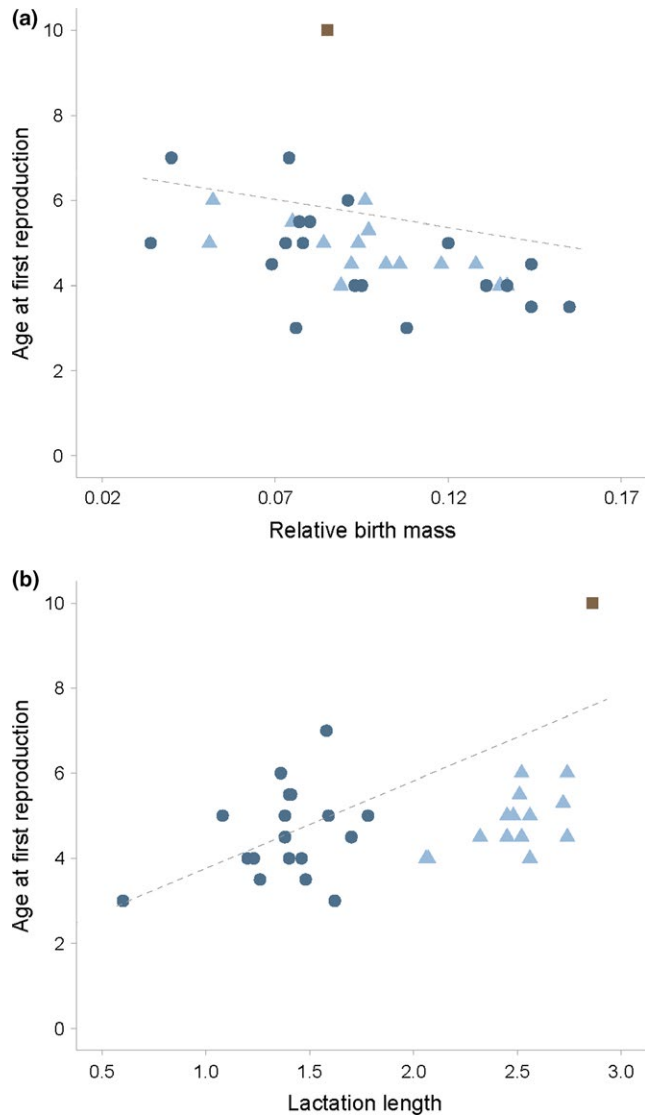 (a)
10
8
6
4
2
0
Age at first reproduction
0.02 0.07 0.12 0.17
Relative birth mass
(b)
10
8
6
4
2
0
Age at first reproduction
0.5 1.0 1.5 2.0 2.5 3.0
Lactation length